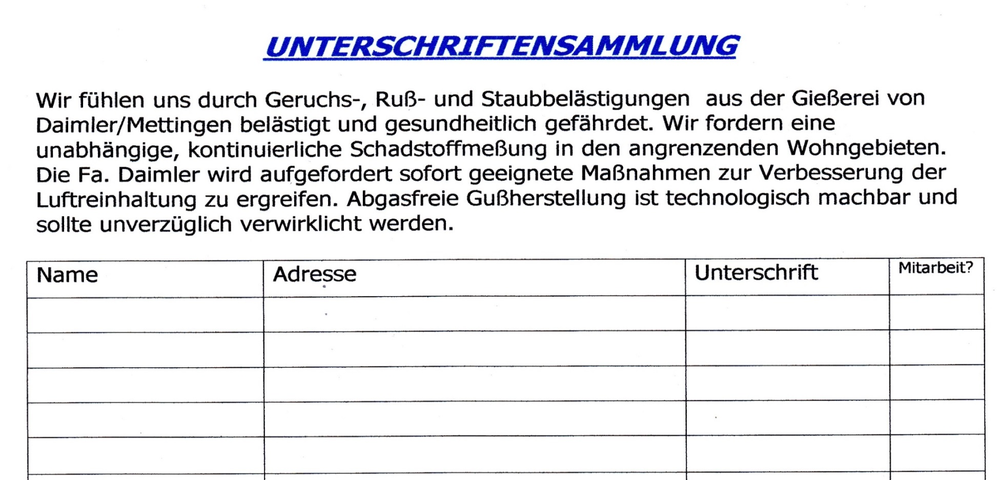 UNTERSCHRIFTENSAMMLUNG
Wir fühlen uns durch Geruchs-, Ruß- und Staubbelästigungen aus der Gießerei von
Daimler/Mettingen belästigt und gesundheitlich gefährdet. Wir fordern eine
unabhängige, kontinuierliche Schadstoffmeßung in den angrenzenden Wohngebieten.
Die Fa. Daimler wird aufgefordert sofort geeignete Maßnahmen zur Verbesserung der
Luftreinhaltung zu ergreifen. Abgasfreie Gußherstellung ist technologisch machbar und
sollte unverzüglich verwirklicht werden.
Name Adresse Unterschrift Mitarbeit?